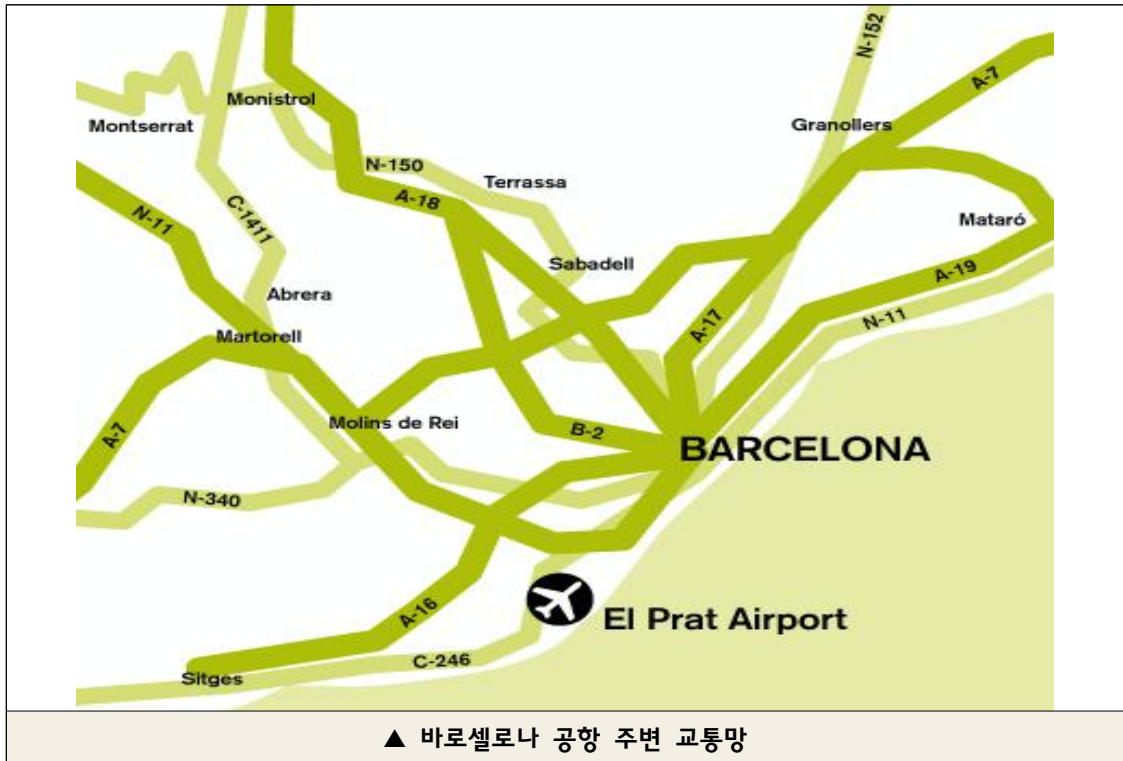 N-152
A-7
Monistrol
Montserrat
Granollers
N-150
Terrassa
A-18
C-1411
N-11
Mataró
Sabadell
A-19
Abrera
N-11
A-17
Martorell
Molins de Rei
B-2
A-7
BARCELONA
N-340
A-16
El Prat Airport
C-246
Sitges
▲ 바로셀로나 공항 주변 교통망